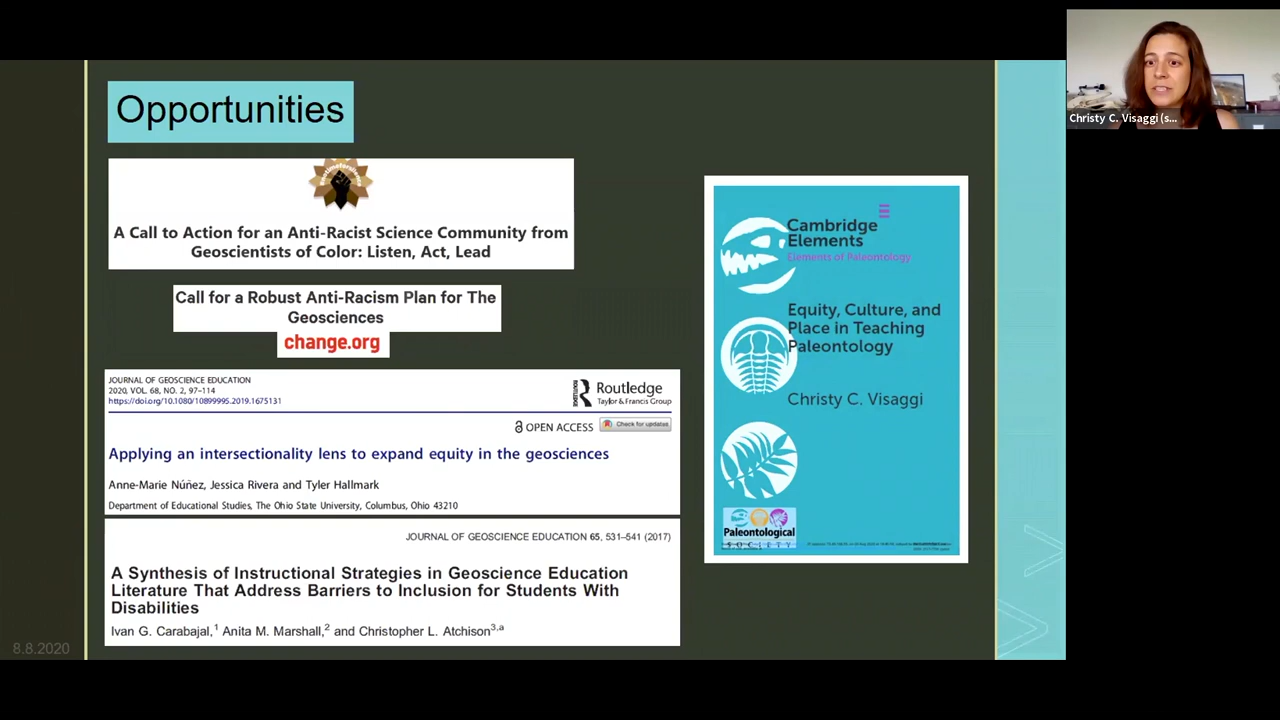 Opportunities
A Call to Action for an Anti-Racist Science Community from
Geoscientists of Color: Listen, Act, Lead
Call for a Robust Anti-Racism Plan for The
Geosciences
change.org
JOURNAL OF GEOSCIENCE EDUCATION
2020, VOL. 68, NO. 2, 97–114
https://doi.org/10.1080/10899995.2019.1675131
Routledge
Taylor & Francis Group
OPEN ACCESS
Check for updates
Applying an intersectionality lens to expand equity in the geosciences
Anne-Marie Núñez, Jessica Rivera and Tyler Hallmark
Department of Educational Studies, The Ohio State University, Columbus, Ohio 43210
JOURNAL OF GEOSCIENCE EDUCATION 65, 531–541 (2017)
A Synthesis of Instructional Strategies in Geoscience Education
Literature That Address Barriers to Inclusion for Students With
Disabilities
Ivan G. Carabajal,1 Anita M. Marshall,2 and Christopher L. Atchison3,a
8.8.2020
Cambridge
Elements
Elements of Paleontology
Equity, Culture, and
Place in Teaching
Paleontology
Christy C. Visaggi
Paleontological
SOCIETY
Christy C. Visaggi (s...